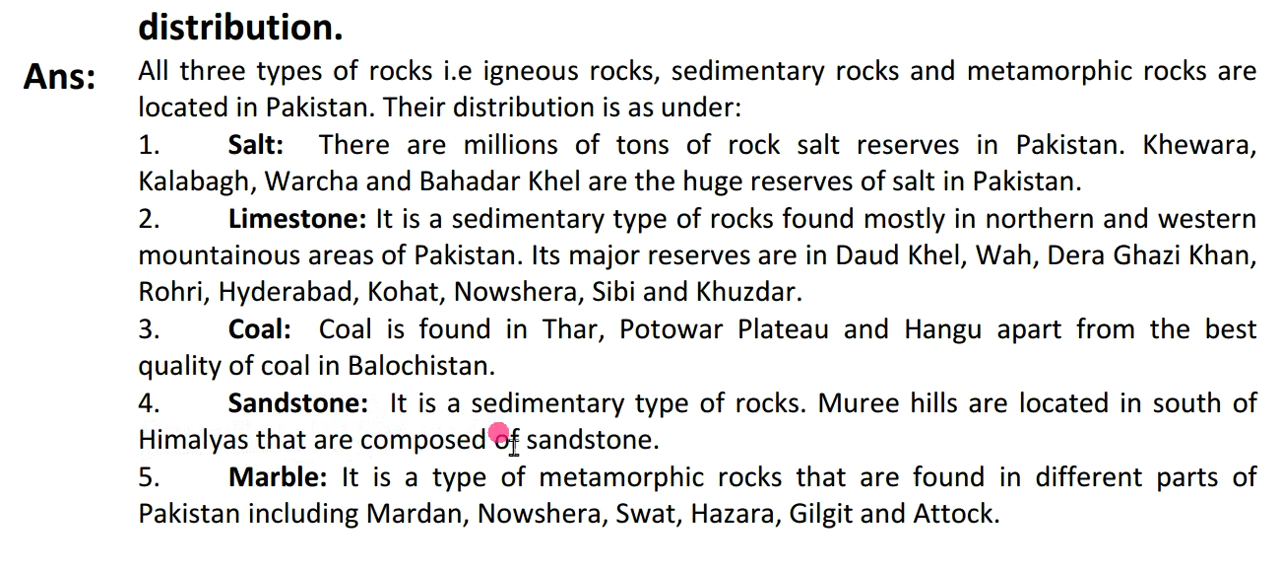 distribution.
Ans: All three types of rocks i.e igneous rocks, sedimentary rocks and metamorphic rocks are
located in Pakistan. Their distribution is as under:
1. Salt: There are millions of tons of rock salt reserves in Pakistan. Khewara,
Kalabagh, Warcha and Bahadar Khel are the huge reserves of salt in Pakistan.
2. Limestone: It is a sedimentary type of rocks found mostly in northern and western
mountainous areas of Pakistan. Its major reserves are in Daud Khel, Wah, Dera Ghazi Khan,
Rohri, Hyderabad, Kohat, Nowshera, Sibi and Khuzdar.
3. Coal: Coal is found in Thar, Potowar Plateau and Hangu apart from the best
quality of coal in Balochistan.
4. Sandstone: It is a sedimentary type of rocks. Muree hills are located in south of
Himalyas that are composed of sandstone.
5. Marble: It is a type of metamorphic rocks that are found in different parts of
Pakistan including Mardan, Nowshera, Swat, Hazara, Gilgit and Attock.